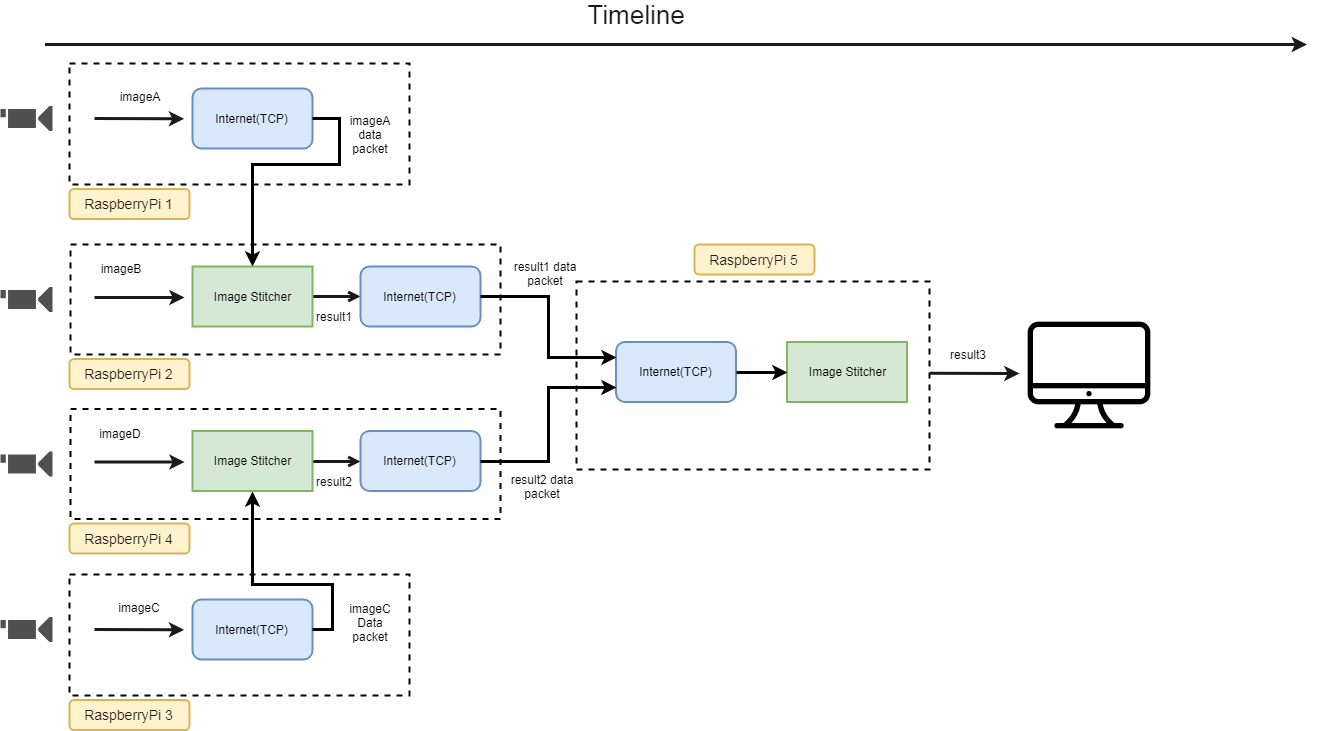 Timeline
imageA
Internet(TCP)
imageA
data
packet
RaspberryPi 1
imageB
Image Stitcher
result1
Internet(TCP)
result1 data
packet
RaspberryPi 2
RaspberryPi 5
Internet(TCP)
Image Stitcher
result3
imageD
Image Stitcher
result2
Internet(TCP)
result2 data
packet
RaspberryPi 4
imageC
Internet(TCP)
imageC
Data
packet
RaspberryPi 3